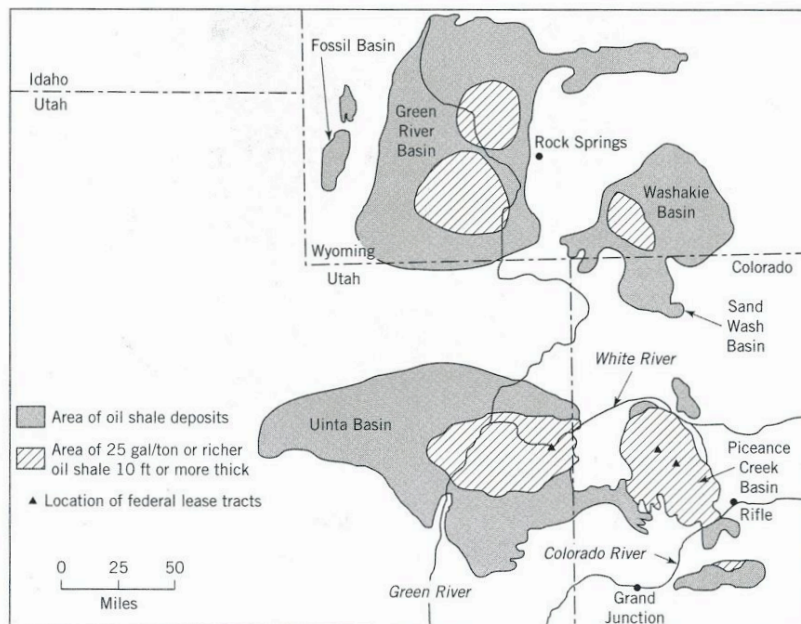 Fossil Basin
Idaho
Utah
Green
River
Basin
Rock Springs
Washakie
Basin
Wyoming
Utah
Colorado
Sand
Wash
Basin
White River
Area of oil shale deposits
Uinta Basin
Area of 25 gal/ton or richer
oil shale 10 ft or more thick
Piceance
Creek
Basin
Location of federal lease tracts
Rifle
0 25 50
Miles
Colorado River
Green River
Grand
Junction